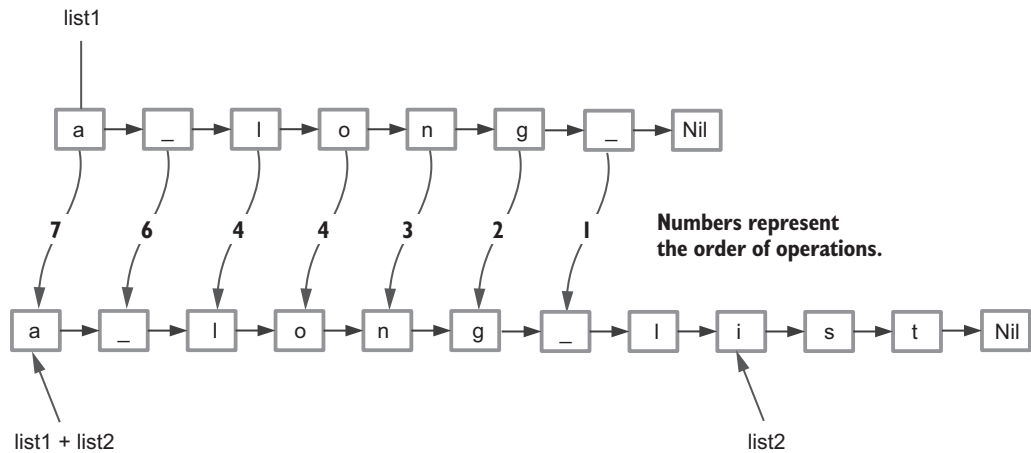 list1
a _ l o n g _ Nil
7 6 4 4 3 2 1
Numbers represent
the order of operations.
a _ l o n g _ l i s t Nil
list1 + list2 list2